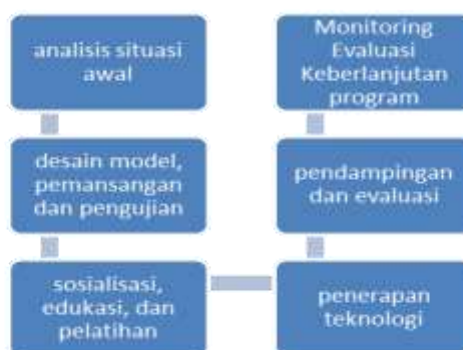 analisis situasi
awal
desain model,
pemansangan
dan pengujian
sosialisasi,
edukasi, dan
pelatihan
penerapan
teknologi
pendampingan
dan evaluasi
Monitoring
Evaluasi
Keberlanjutan
program